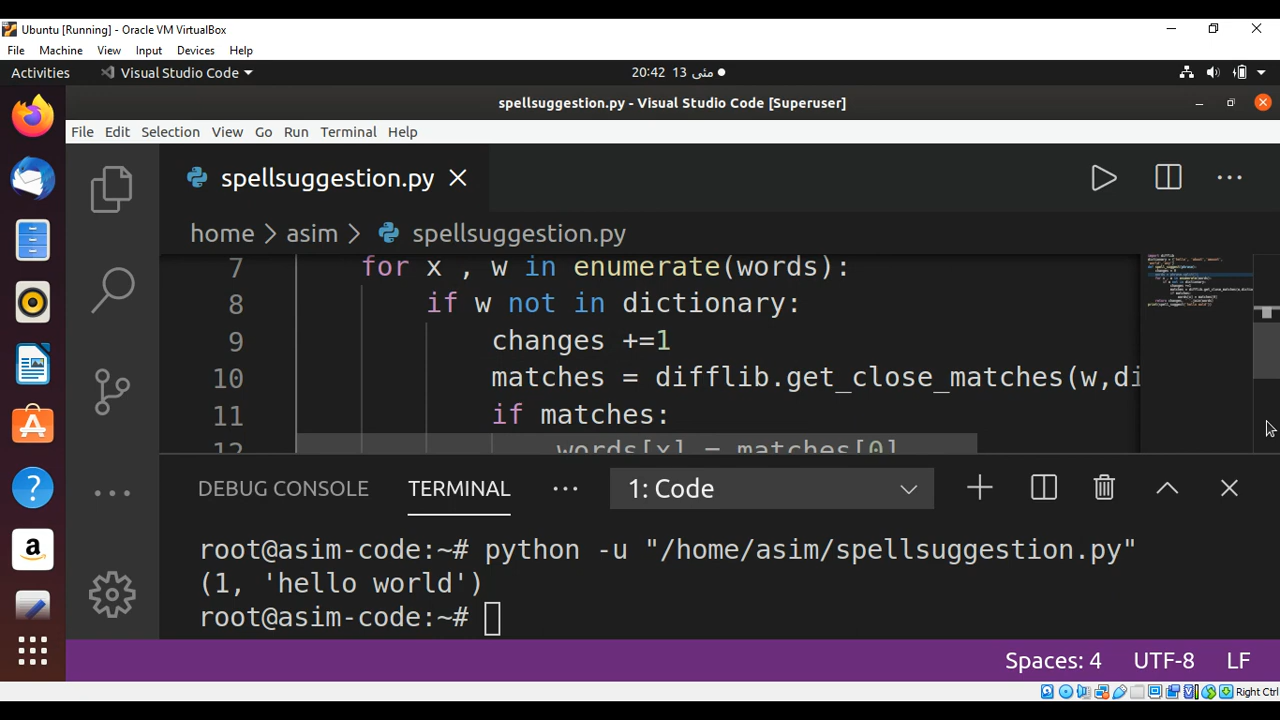 Ubuntu [Running] - Oracle VM VirtualBox
File Machine View Input Devices Help
Activities Visual Studio Code 20:42 13 مئی
spellsuggestion.py - Visual Studio Code [Superuser]
File Edit Selection View Go Run Terminal Help
spellsuggestion.py
home > asim > spellsuggestion.py
7 for x , w in enumerate(words):
8 if w not in dictionary:
9 changes +=1
10 matches = difflib.get_close_matches(w,di
11 if matches:
12 words[x] = matches[0]
DEBUG CONSOLE TERMINAL ... 1: Code
root@asim-code:~# python -u "/home/asim/spellsuggestion.py"
(1, 'hello world')
root@asim-code:~#
Spaces: 4 UTF-8 LF
Right Ctrl